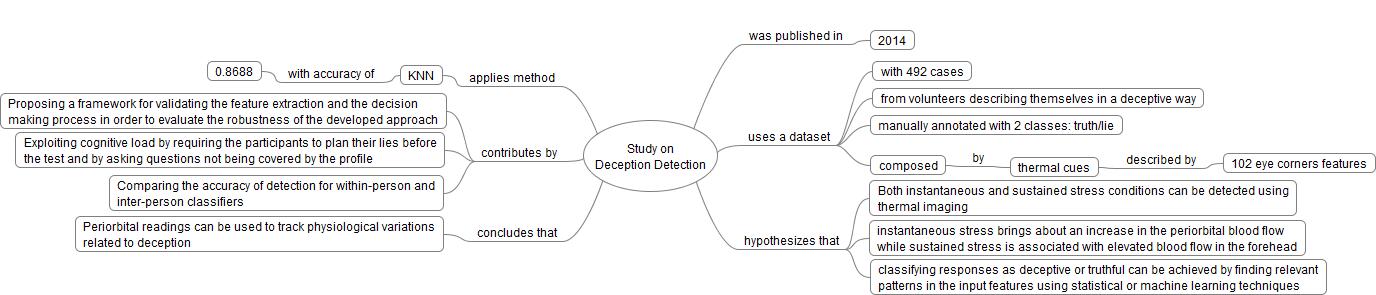 Study on
Deception Detection
was published in
2014
uses a dataset
with 492 cases
from volunteers describing themselves in a deceptive way
manually annotated with 2 classes: truth/lie
composed
by
thermal cues
described by
102 eye corners features
hypothesizes that
Both instantaneous and sustained stress conditions can be detected using
thermal imaging
instantaneous stress brings about an increase in the periorbital blood flow
while sustained stress is associated with elevated blood flow in the forehead
classifying responses as deceptive or truthful can be achieved by finding relevant
patterns in the input features using statistical or machine learning techniques
applies method
KNN
with accuracy of
0.8688
contributes by
Proposing a framework for validating the feature extraction and the decision
making process in order to evaluate the robustness of the developed approach
Exploiting cognitive load by requiring the participants to plan their lies before
the test and by asking questions not being covered by the profile
Comparing the accuracy of detection for within-person and
inter-person classifiers
concludes that
Periorbital readings can be used to track physiological variations
related to deception